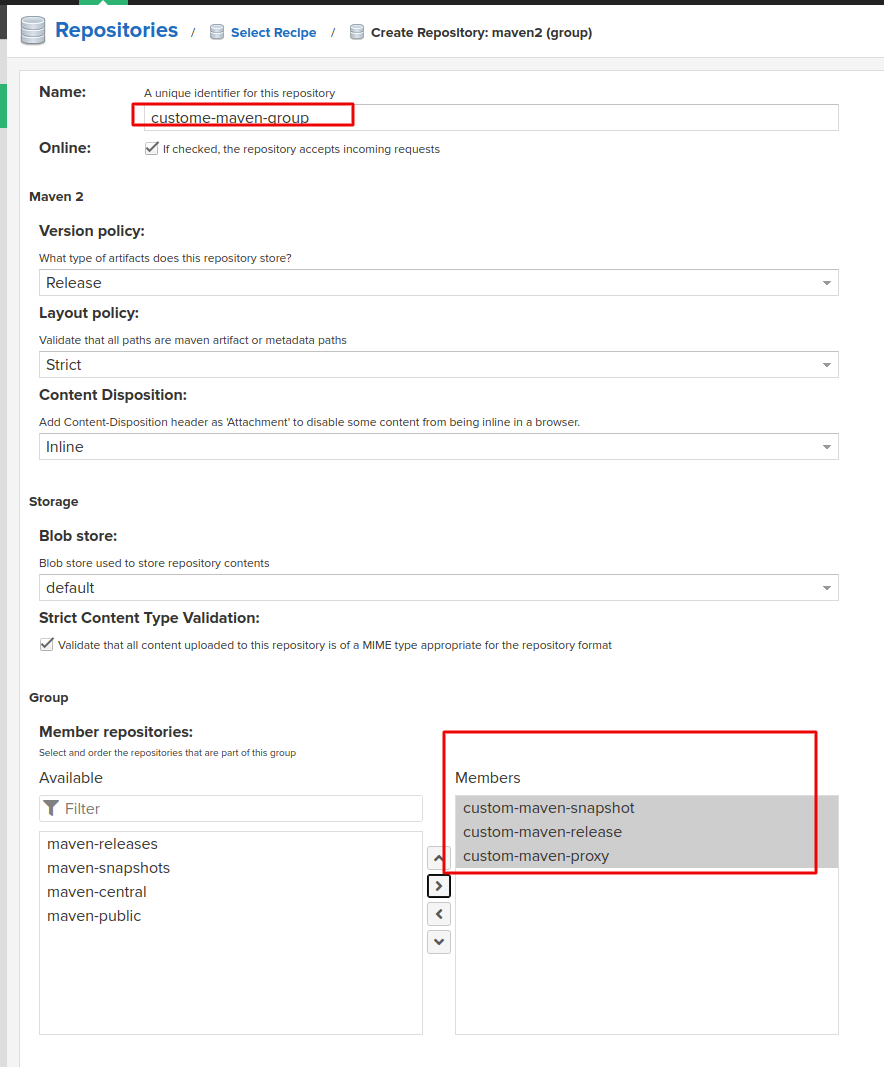 Repositories / Select Recipe / Create Repository: maven2 (group)
Name:
A unique identifier for this repository
custome-maven-group
Online:
If checked, the repository accepts incoming requests
Maven 2
Version policy:
What type of artifacts does this repository store?
Release
Layout policy:
Validate that all paths are maven artifact or metadata paths
Strict
Content Disposition:
Add Content-Disposition header as 'Attachment' to disable some content from being inline in a browser.
Inline
Storage
Blob store:
Blob store used to store repository contents
default
Strict Content Type Validation:
Validate that all content uploaded to this repository is of a MIME type appropriate for the repository format
Group
Member repositories:
Select and order the repositories that are part of this group
Available
Filter
maven-releases
maven-snapshots
maven-central
maven-public
Members
custom-maven-snapshot
custom-maven-release
custom-maven-proxy